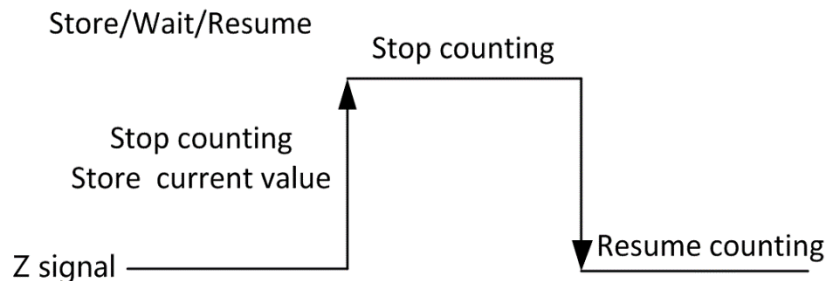 Store/Wait/Resume
Stop counting
Stop counting
Store current value
Resume counting
Z signal